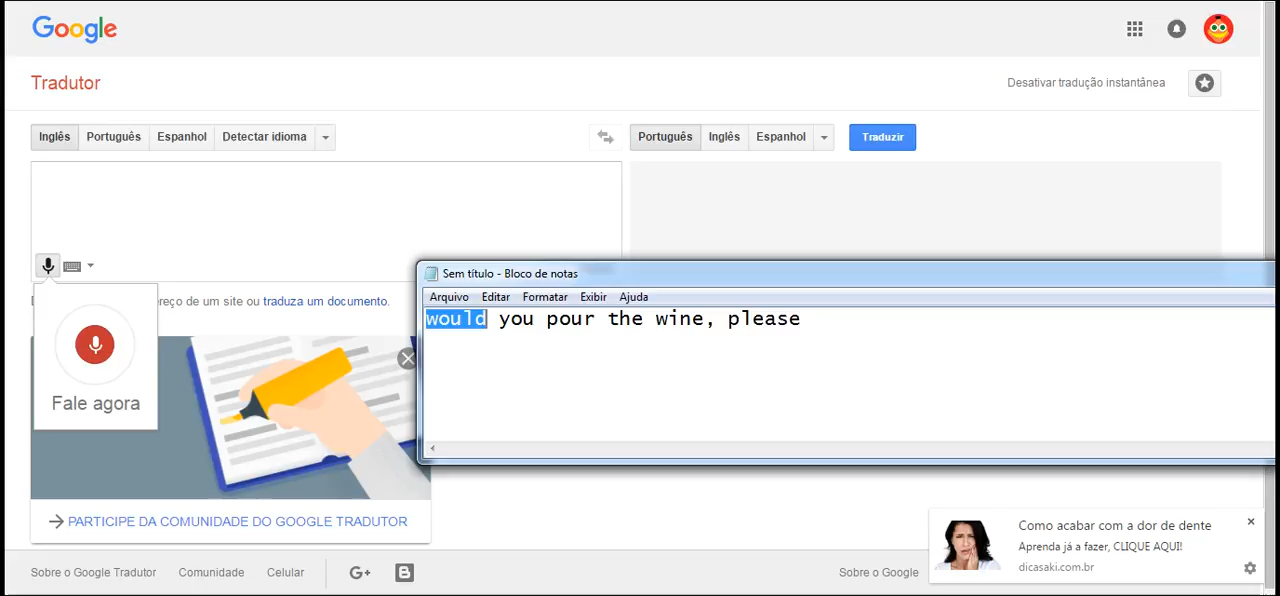 Google
Tradutor
Desativar tradução instantânea
Inglês Português Espanhol Detectar idioma
Português Inglês Espanhol Traduzir
Sem título - Bloco de notas
Arquivo Editar Formatar Exibir Ajuda
would you pour the wine, please
ereço de um site ou traduza um documento.
Fale agora
PARTICIPE DA COMUNIDADE DO GOOGLE TRADUTOR
Como acabar com a dor de dente
Aprenda já a fazer, CLIQUE AQUI!
dicasaki.com.br
Sobre o Google Tradutor Comunidade Celular G+ B Sobre o Google